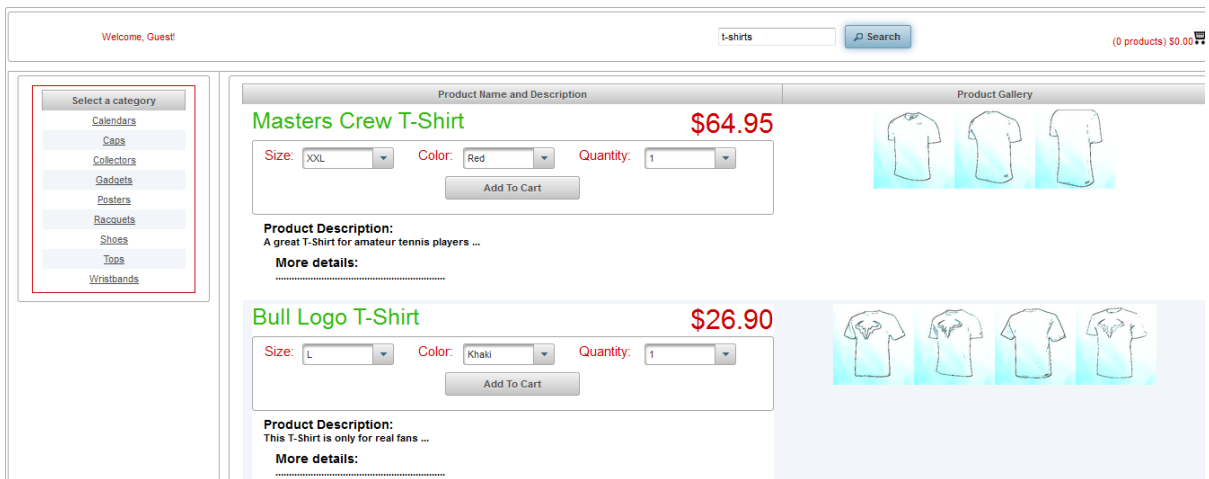 Welcome, Guest!
t-shirts
Search
(0 products) $0.00
Select a category
Calendars
Caps
Collectors
Gadgets
Posters
Racquets
Shoes
Tops
Wristbands
Product Name and Description
Product Gallery
Masters Crew T-Shirt
$64.95
Size: XXL Color: Red Quantity: 1
Add To Cart
Product Description:
A great T-Shirt for amateur tennis players ...
More details:
...................................................................
Bull Logo T-Shirt
$26.90
Size: L Color: Khaki Quantity: 1
Add To Cart
Product Description:
This T-Shirt is only for real fans ...
More details:
...................................................................